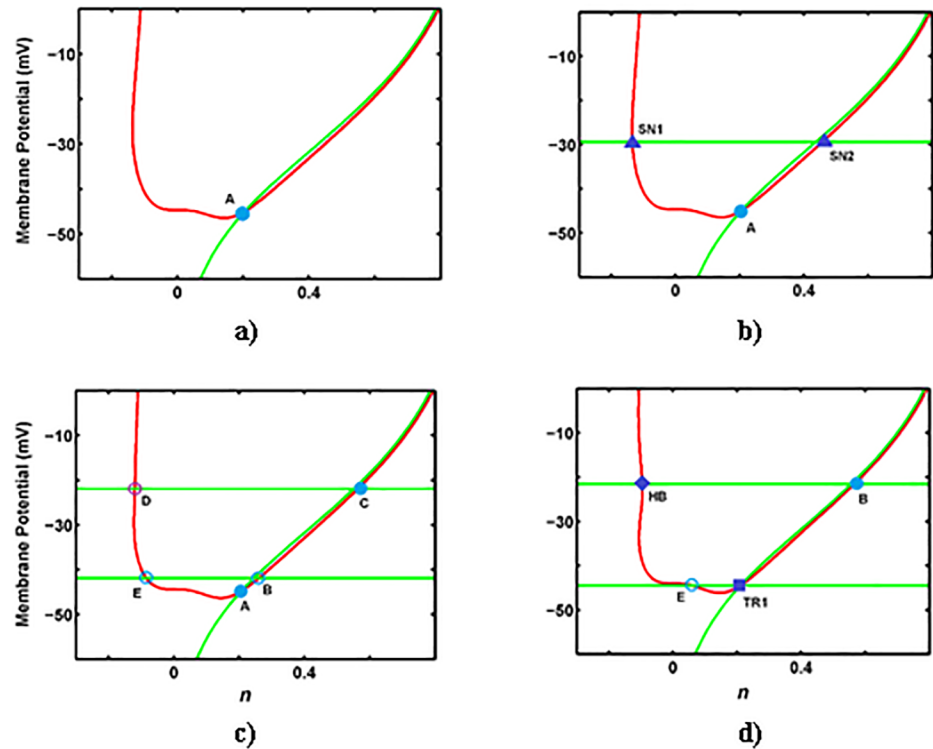 Membrane Potential (mV)
−10
−30
−50
0
0.4
A
a)
−10
−30
−50
0
0.4
SN1
SN2
A
b)
Membrane Potential (mV)
−10
−30
−50
0
0.4
n
D
C
E
A
B
c)
−10
−30
−50
0
0.4
n
HB
B
E
TR1
d)